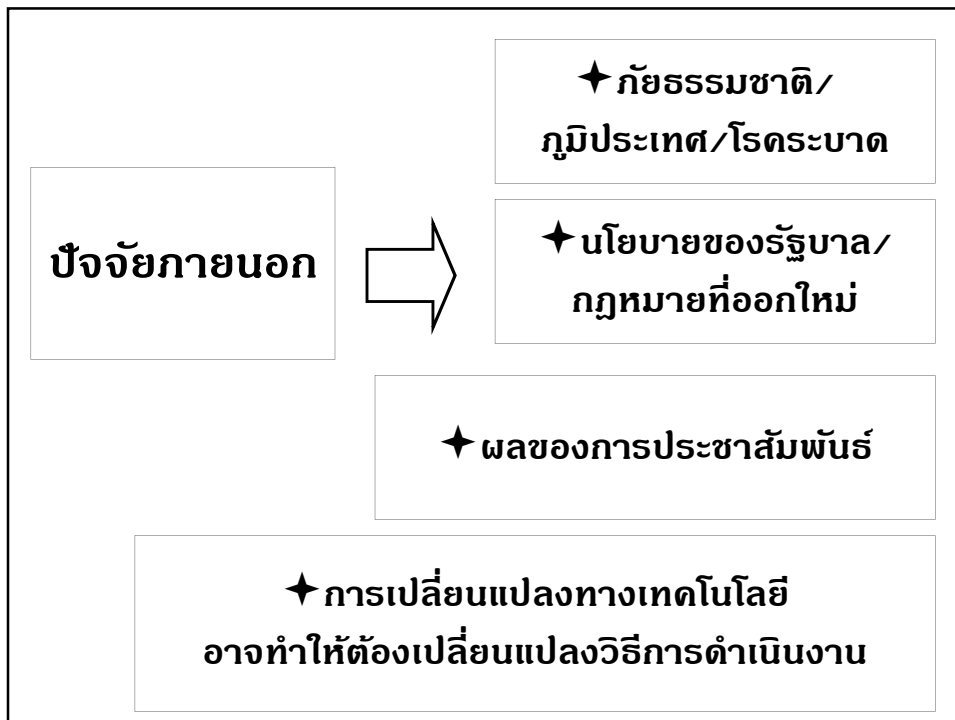 ปัจจัยภายนอก
✦ภัยธรรมชาติ/
ภูมิประเทศ/โรคระบาด
✦นโยบายของรัฐบาล/
กฎหมายที่ออกใหม่
✦ผลของการประชาสัมพันธ์
✦การเปลี่ยนแปลงทางเทคโนโลยี
อาจทำให้ต้องเปลี่ยนแปลงวิธีการดำเนินงาน